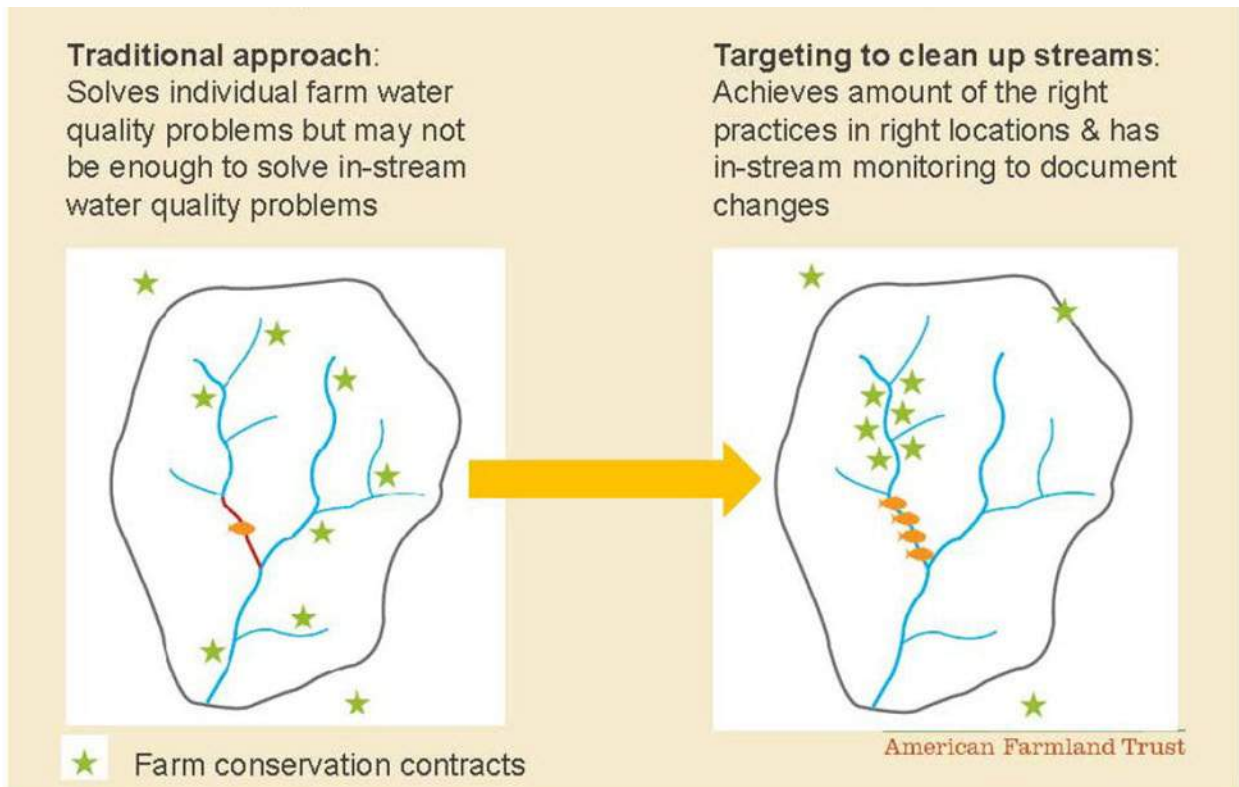 Traditional approach:
Solves individual farm water
quality problems but may not
be enough to solve in-stream
water quality problems
Targeting to clean up streams:
Achieves amount of the right
practices in right locations & has
in-stream monitoring to document
changes
American Farmland Trust
Farm conservation contracts